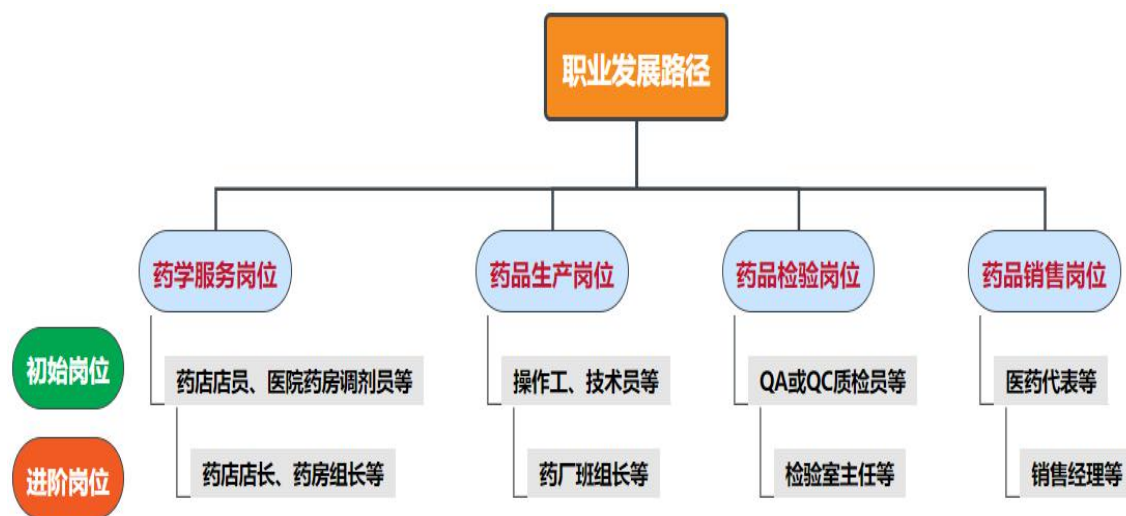 职业发展路径
药学服务岗位
药品生产岗位
药品检验岗位
药品销售岗位
初始岗位
药店店员、医院药房调剂员等
操作工、技术员等
QA或QC质检员等
医药代表等
进阶岗位
药店店长、药房组长等
药厂班组长等
检验室主任等
销售经理等